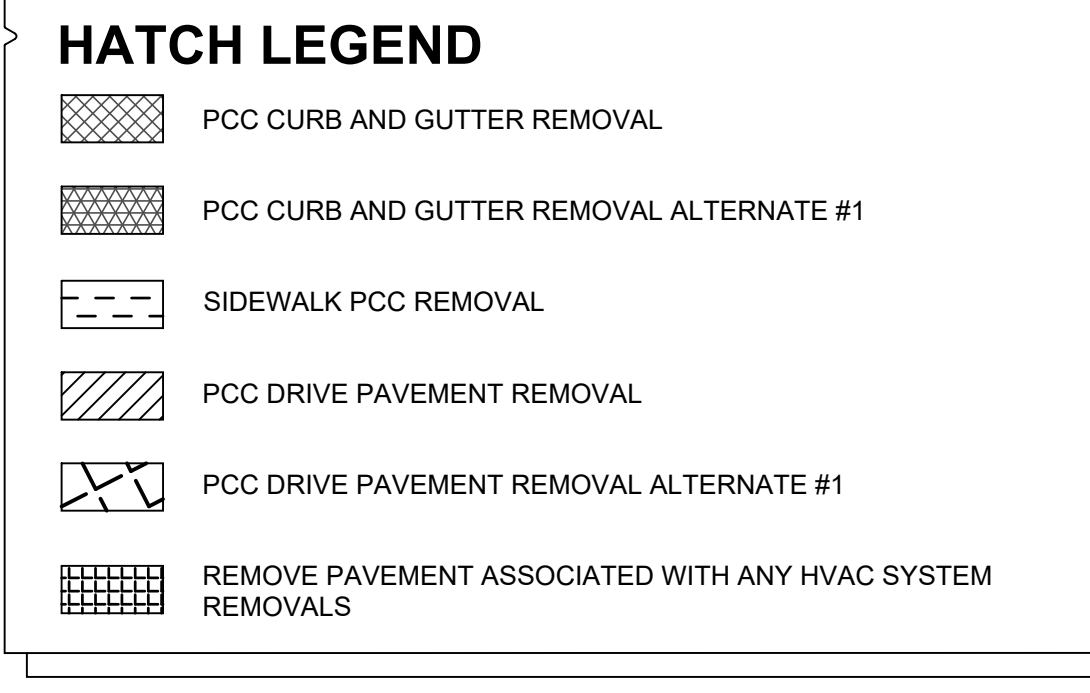 HATCH LEGEND
PCC CURB AND GUTTER REMOVAL
PCC CURB AND GUTTER REMOVAL ALTERNATE #1
SIDEWALK PCC REMOVAL
PCC DRIVE PAVEMENT REMOVAL
PCC DRIVE PAVEMENT REMOVAL ALTERNATE #1
REMOVE PAVEMENT ASSOCIATED WITH ANY HVAC SYSTEM
REMOVALS